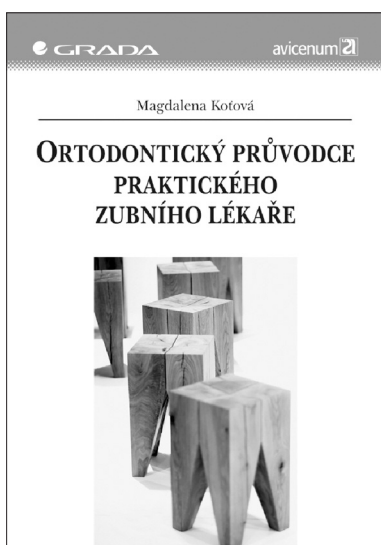 GRADA
avicenum
Magdalena Koťová
ORTODONTICKÝ PRŮVODCE
PRAKTICKÉHO
ZUBNÍHO LÉKAŘE